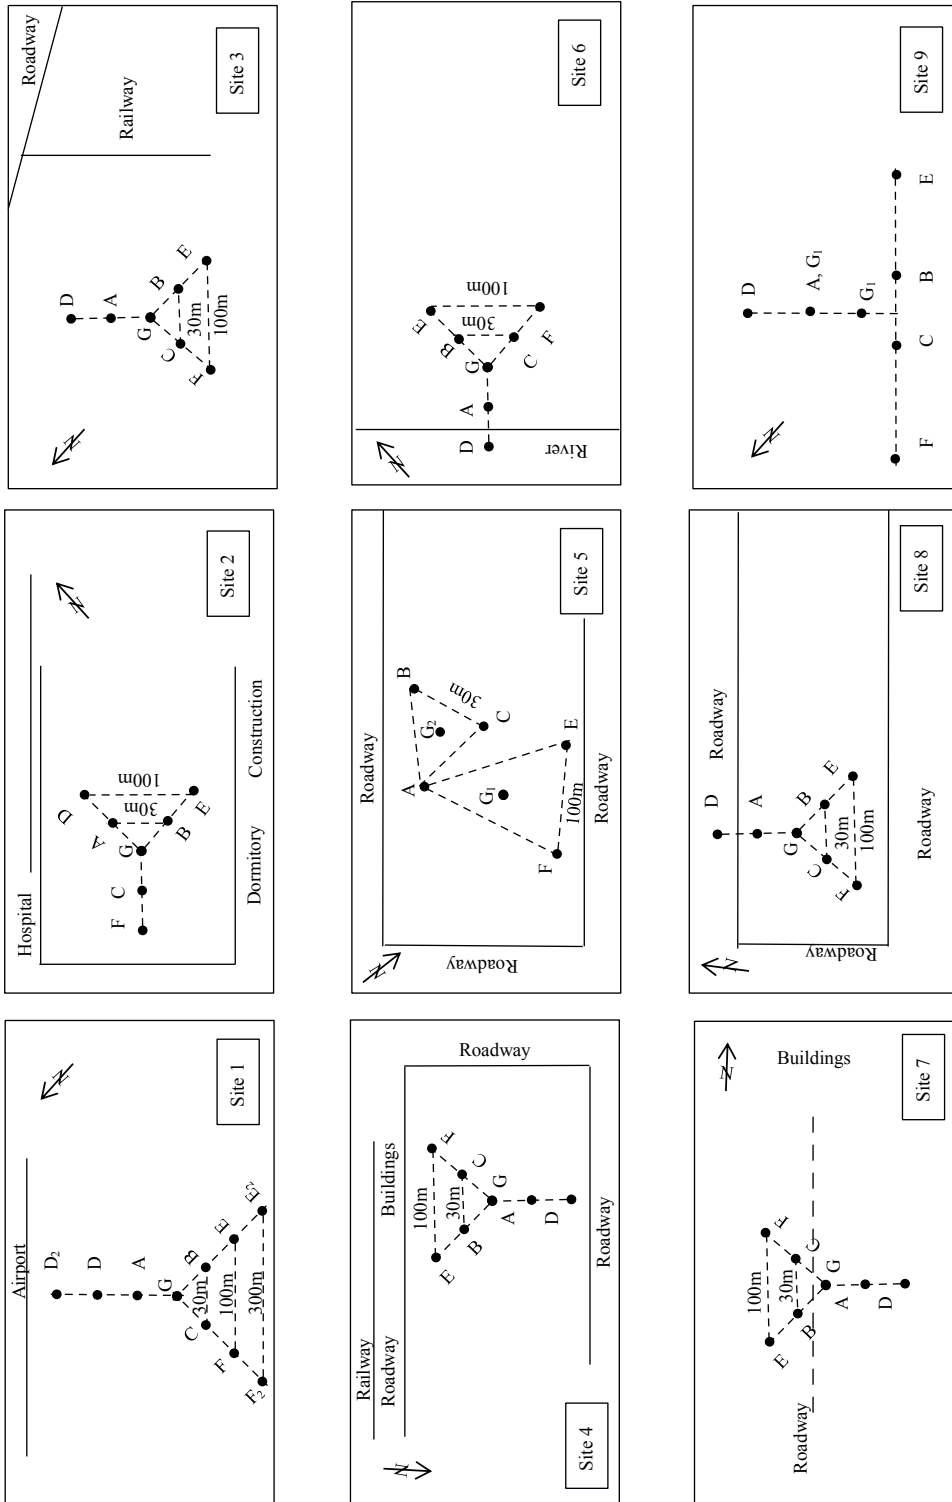 Airport
N
D₂
D
A
G
C
B
30m
F
E
100m
F₂
E₂
300m
Site 1
Hospital
N
D
A
100m
30m
G
C
F
B
E
Dormitory
Construction
Site 2
Roadway
Railway
N
D
A
G
B
C
E
30m
F
100m
Site 3
Railway
Roadway
Buildings
Roadway
N
100m
F
30m
C
E
B
G
A
D
Roadway
Site 4
Roadway
N
B
A
G₂
30m
C
G₁
E
F
100m
Roadway
Roadway
Site 5
N
E
100m
B
30m
G
A
D
C
F
River
Site 6
N
Buildings
100m
F
30m
C
E
B
G
A
D
Roadway
Site 7
Roadway
N
D
A
G
B
C
E
30m
F
100m
Roadway
Roadway
Site 8
N
D
A, G₁
G₁
F
C
B
E
Site 9